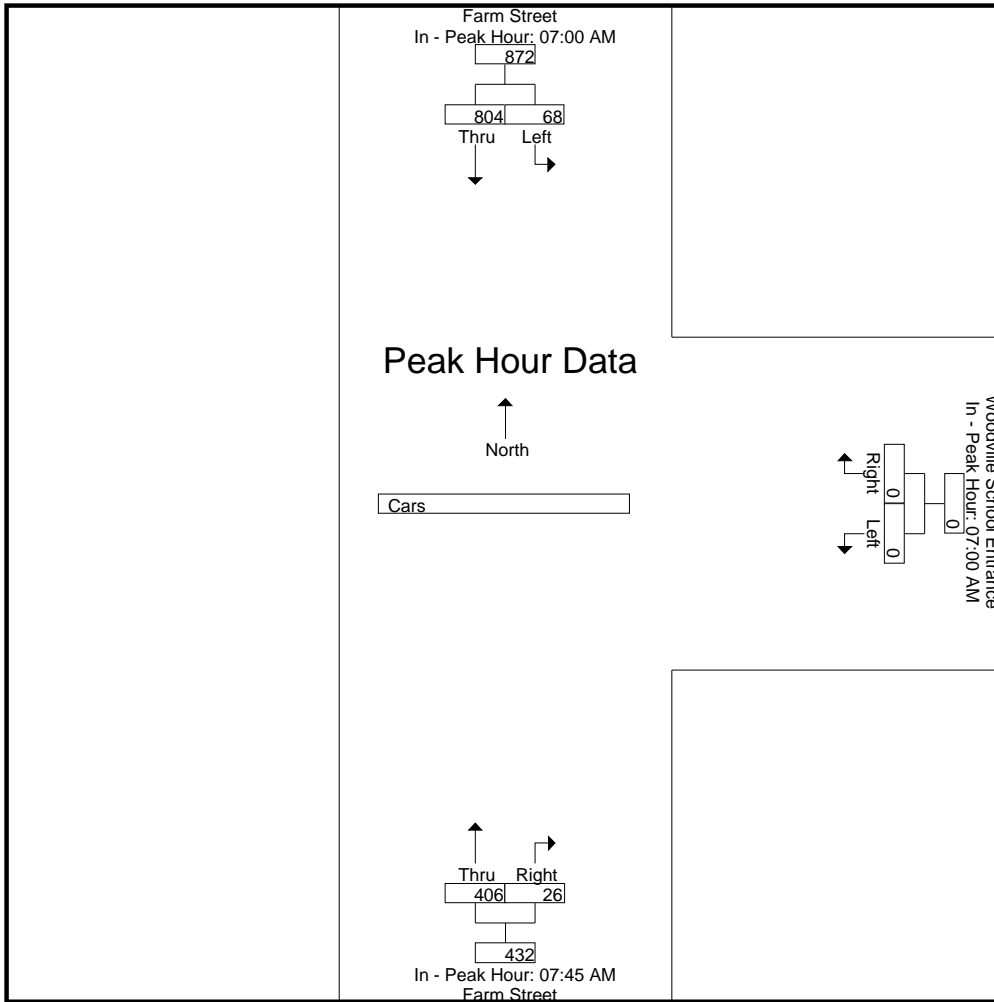 Farm Street
In - Peak Hour: 07:00 AM
872
804 68
Thru Left
Peak Hour Data
North
Cars
Woodville School Entrance
In - Peak Hour: 07:00 AM
0
Right Left
0 0
Thru Right
406 26
432
In - Peak Hour: 07:45 AM
Farm Street